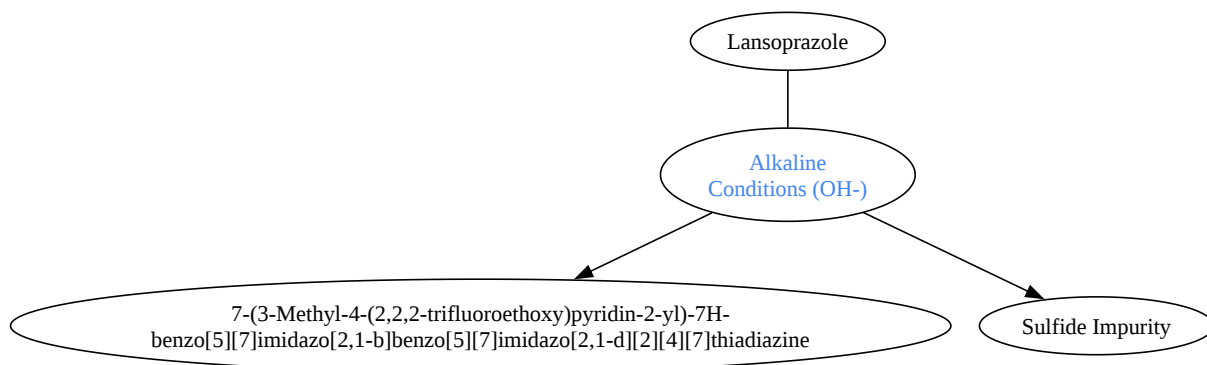 Lansoprazole
Alkaline
Conditions (OH-)
7-(3-Methyl-4-(2,2,2-trifluoroethoxy)pyridin-2-yl)-7H-
benzo[5][7]imidazo[2,1-b]benzo[5][7]imidazo[2,1-d][2][4][7]thiadiazine
Sulfide Impurity